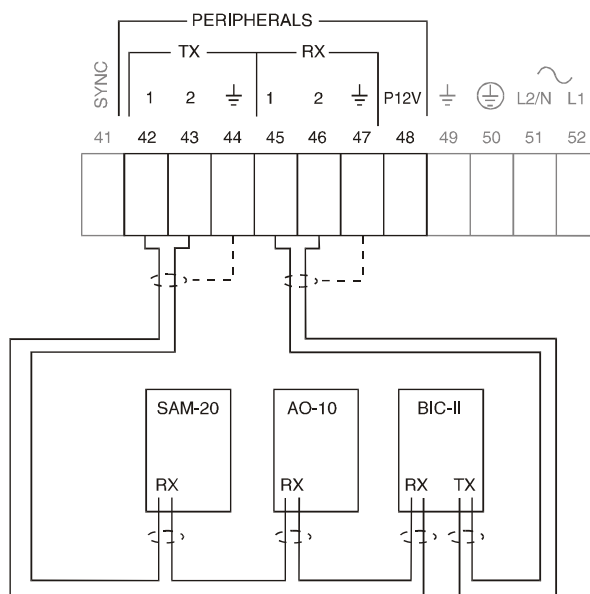 PERIPHERALS
TX RX
SYNC 1 2 1 2 P12V L2/N L1
41 42 43 44 45 46 47 48 49 50 51 52
SAM-20 AO-10 BIC-II
RX RX RX TX